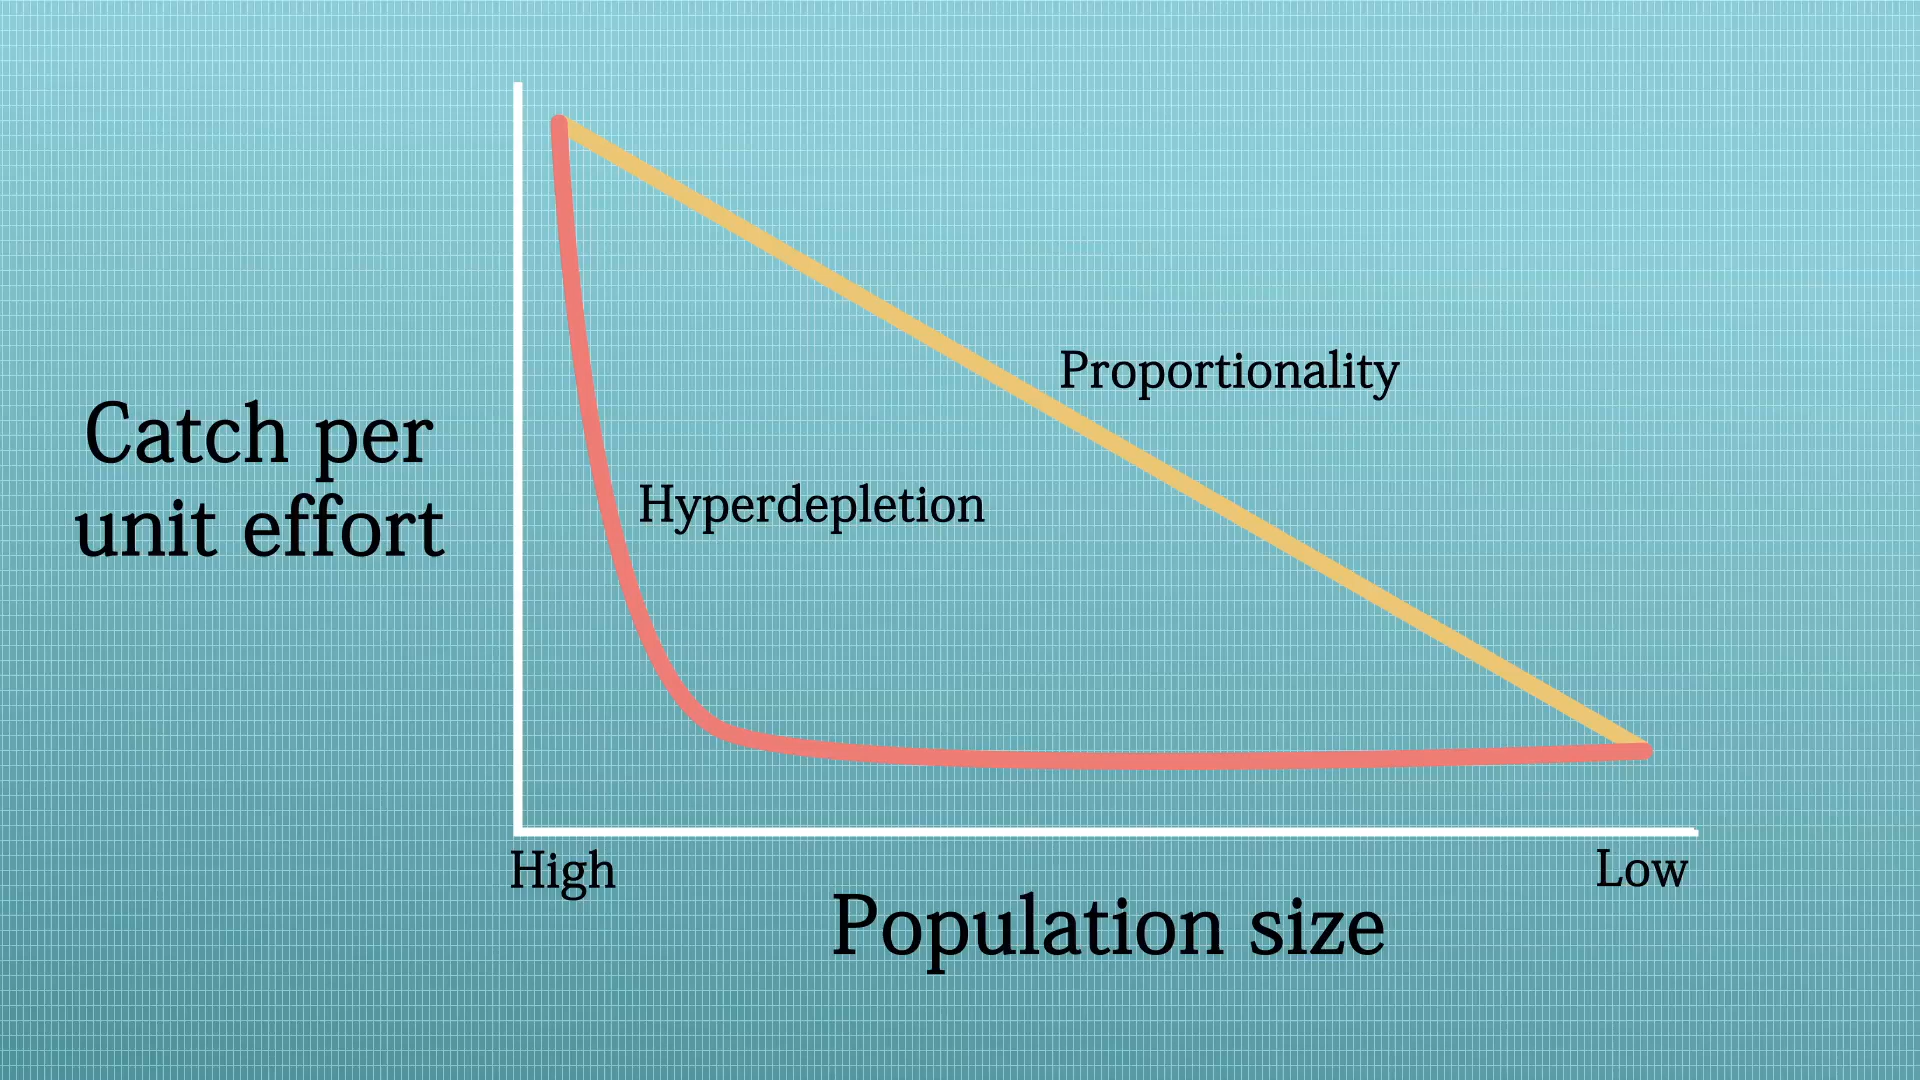 Proportionality
Hyperdepletion
Catch per
unit effort
High
Low
Population size